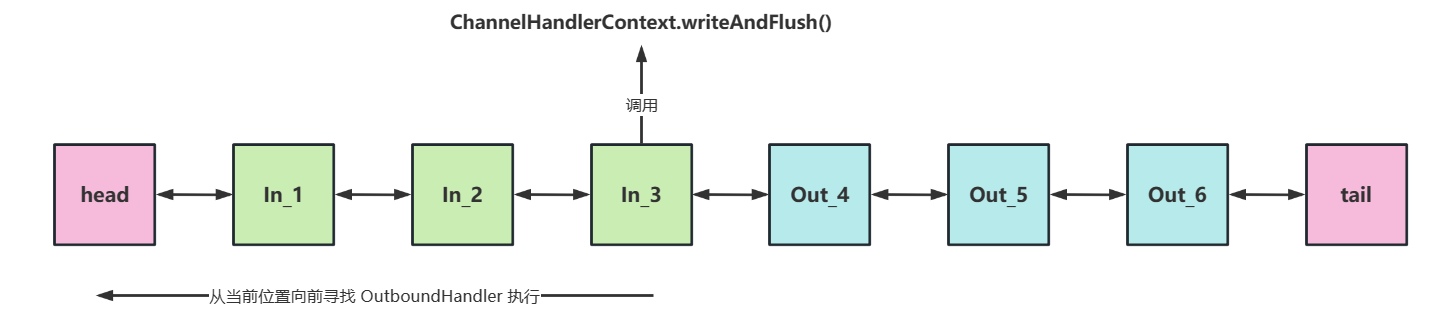 ChannelHandlerContext.writeAndFlush()
调用
head
In_1
In_2
In_3
Out_4
Out_5
Out_6
tail
从当前位置向前寻找 OutboundHandler 执行